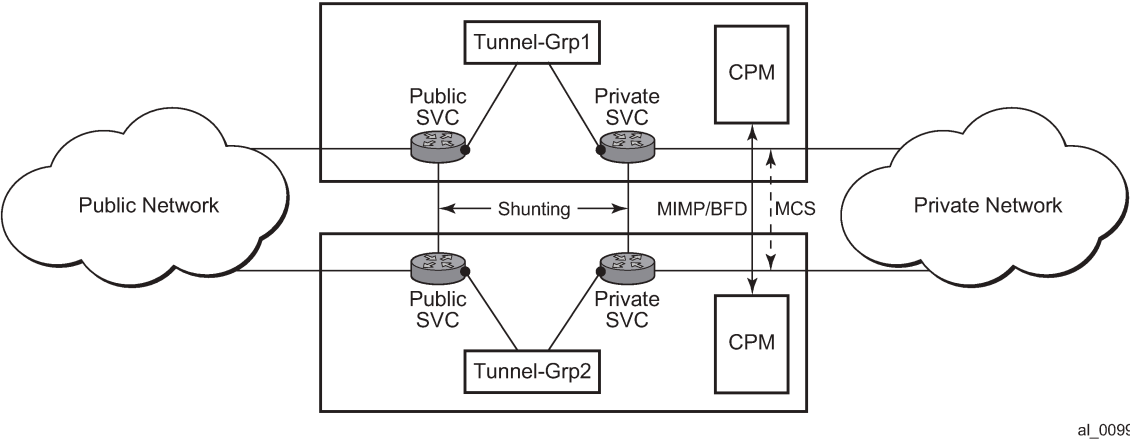 Tunnel-Grp1
CPM
Public
SVC
Private
SVC
Public Network
Shunting
MIMP/BFD
MCS
Private Network
Public
SVC
Private
SVC
Tunnel-Grp2
CPM
al_0099